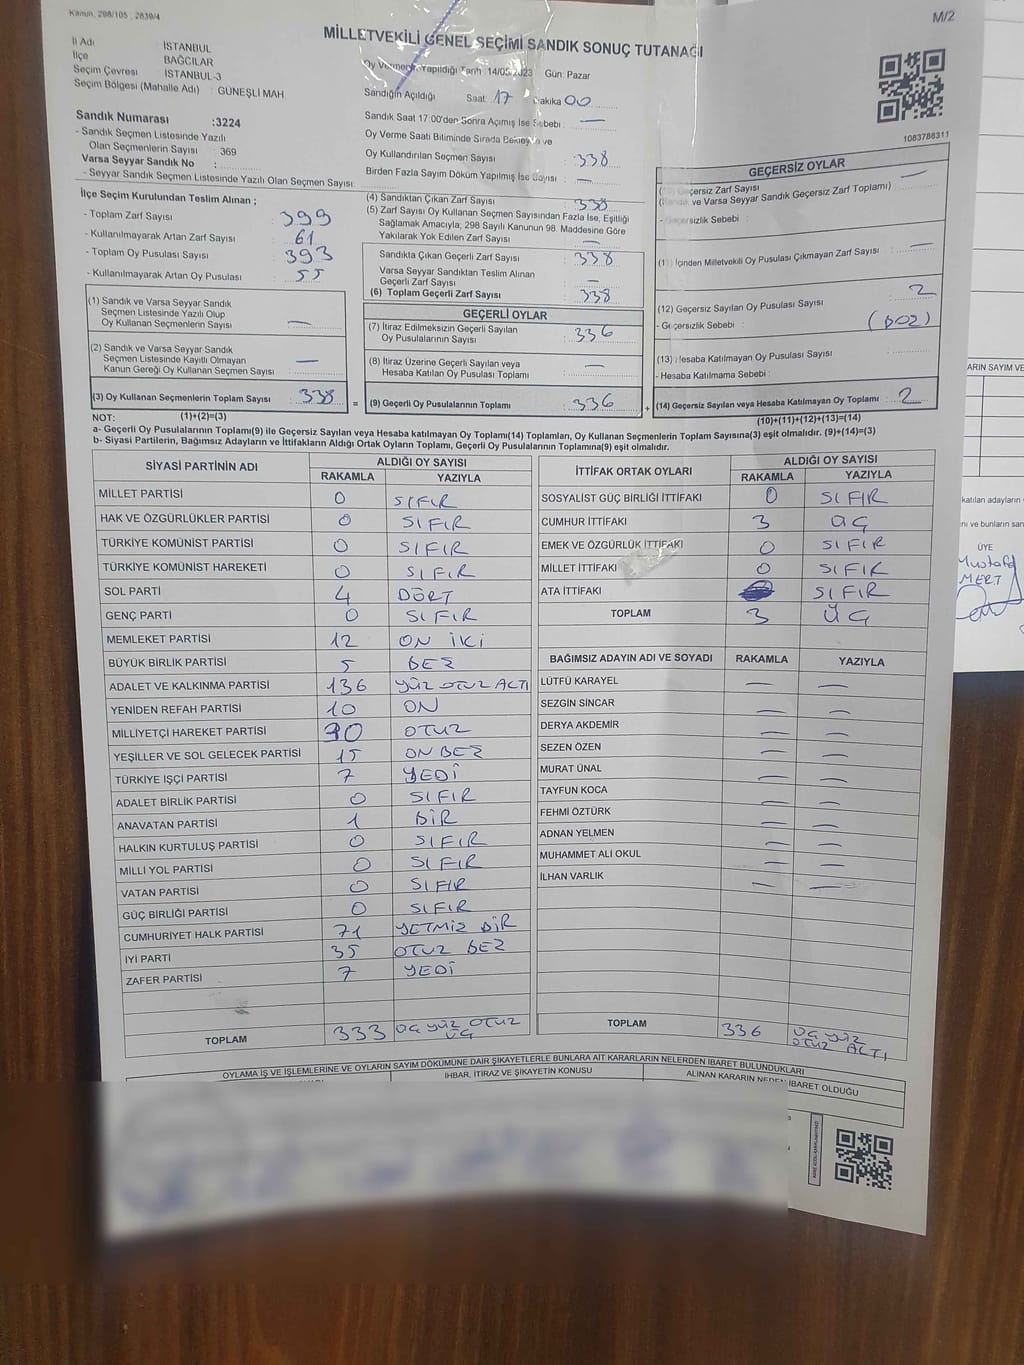 Kanun, 298/105 , 2839/4
M/2
MİLLETVEKİLİ GENEL SEÇİMİ SANDIK SONUÇ TUTANAĞI
İl Adı İSTANBUL
İlçe BAĞCILAR
Seçim Çevresi İSTANBUL-3
Seçim Bölgesi (Mahalle Adı) : GÜNEŞLİ MAH
Oy Vermenin Yapıldığı Tarih :14/05/2023 Gün: Pazar
Sandığın Açıldığı Saat: 17 Dakika 00
Sandık Saat 17:00'den Sonra Açımış İse Sebebi : —
Oy Verme Saati Bitiminde Sırada Bekleyen ve
Oy Kullandırılan Seçmen Sayısı : 338
Birden Fazla Sayım Döküm Yapılmış İse Sayısı : —
1083788311
Sandık Numarası :3224
- Sandık Seçmen Listesinde Yazılı
Olan Seçmenlerin Sayısı : 369
Varsa Seyyar Sandık No :
- Seyyar Sandık Seçmen Listesinde Yazılı Olan Seçmen Sayısı
İlçe Seçim Kurulundan Teslim Alınan ;
- Toplam Zarf Sayısı : 399
- Kullanılmayarak Artan Zarf Sayısı : 61
- Toplam Oy Pusulası Sayısı : 393
- Kullanılmayarak Artan Oy Pusulası : 55
(1) Sandık ve Varsa Seyyar Sandık
Seçmen Listesinde Yazılı Olup
Oy Kullanan Seçmenlerin Sayısı : —
(2) Sandık ve Varsa Seyyar Sandık
Seçmen Listesinde Kayıtlı Olmayan
Kanun Gereği Oy Kullanan Seçmen Sayısı : —
(3) Oy Kullanan Seçmenlerin Toplam Sayısı : 338
(4) Sandıktan Çıkan Zarf Sayısı : 338
(5) Zarf Sayısı Oy Kullanan Seçmen Sayısından Fazla İse, Eşitliği
Sağlamak Amacıyla, 298 Sayılı Kanunun 98. Maddesine Göre
Yakılarak Yok Edilen Zarf Sayısı : —
Sandıkta Çıkan Geçerli Zarf Sayısı : 338
Varsa Seyyar Sandıktan Teslim Alınan
Geçerli Zarf Sayısı : —
(6) Toplam Geçerli Zarf Sayısı : 338
GEÇERLİ OYLAR
(7) İtiraz Edilmeksizin Geçerli Sayılan
Oy Pusulalarının Sayısı : 336
(8) İtiraz Üzerine Geçerli Sayılan veya
Hesaba Katılan Oy Pusulası Toplamı : —
= (9) Geçerli Oy Pusulalarının Toplamı : 336 +
GEÇERSİZ OYLAR
Geçersiz Zarf Sayısı
ve Varsa Seyyar Sandık Geçersiz Zarf Toplamı) : —
- Geçersizlik Sebebi :
İçinden Milletvekili Oy Pusulası Çıkmayan Zarf Sayısı : —
(12) Geçersiz Sayılan Oy Pusulası Sayısı : 2
- Geçersizlik Sebebi : (BOZ)
(13) Hesaba Katılmayan Oy Pusulası Sayısı :
- Hesaba Katılmama Sebebi :
(14) Geçersiz Sayılan veya Hesaba Katılmayan Oy Toplamı : 2
NOT: (1)+(2)=(3)
(10)+(11)+(12)+(13)=(14)
a- Geçerli Oy Pusulalarının Toplamı(9) ile Geçersiz Sayılan veya Hesaba katılmayan Oy Toplamı(14) Toplamları, Oy Kullanan Seçmenlerin Toplam Sayısına(3) eşit olmalıdır. (9)+(14)=(3)
b- Siyasi Partilerin, Bağımsız Adayların ve İttifakların Aldığı Ortak Oyların Toplamı, Geçerli Oy Pusulalarının Toplamına(9) eşit olmalıdır.
SİYASİ PARTİNİN ADI ALDIĞI OY SAYISI
RAKAMLA YAZIYLA
MİLLET PARTİSİ 0 SIFIR
HAK VE ÖZGÜRLÜKLER PARTİSİ 0 SIFIR
TÜRKİYE KOMÜNİST PARTİSİ 0 SIFIR
TÜRKİYE KOMÜNİST HAREKETİ 0 SIFIR
SOL PARTİ 4 DÖRT
GENÇ PARTİ 0 SIFIR
MEMLEKET PARTİSİ 12 ON İKİ
BÜYÜK BİRLİK PARTİSİ 5 BEŞ
ADALET VE KALKINMA PARTİSİ 136 YÜZ OTUZ ALTI
YENİDEN REFAH PARTİSİ 10 ON
MİLLİYETÇİ HAREKET PARTİSİ 30 OTUZ
YEŞİLLER VE SOL GELECEK PARTİSİ 15 ON BEŞ
TÜRKİYE İŞÇİ PARTİSİ 7 YEDİ
ADALET BİRLİK PARTİSİ 0 SIFIR
ANAVATAN PARTİSİ 1 BİR
HALKIN KURTULUŞ PARTİSİ 0 SIFIR
MİLLİ YOL PARTİSİ 0 SIFIR
VATAN PARTİSİ 0 SIFIR
GÜÇ BİRLİĞİ PARTİSİ 0 SIFIR
CUMHURİYET HALK PARTİSİ 71 YETMİŞ BİR
İYİ PARTİ 35 OTUZ BEŞ
ZAFER PARTİSİ 7 YEDİ
TOPLAM 333 ÜÇ YÜZ OTUZ ÜÇ
İTTİFAK ORTAK OYLARI ALDIĞI OY SAYISI
RAKAMLA YAZIYLA
SOSYALİST GÜÇ BİRLİĞİ İTTİFAKI 0 SIFIR
CUMHUR İTTİFAKI 3 ÜÇ
EMEK VE ÖZGÜRLÜK İTTİFAKI 0 SIFIR
MİLLET İTTİFAKI 0 SIFIR
ATA İTTİFAKI SIFIR
TOPLAM 3 ÜÇ
BAĞIMSIZ ADAYIN ADI VE SOYADI RAKAMLA YAZIYLA
LÜTFÜ KARAYEL — —
SEZGİN SİNCAR — —
DERYA AKDEMİR — —
SEZEN ÖZEN — —
MURAT ÜNAL — —
TAYFUN KOCA — —
FEHMİ ÖZTÜRK — —
ADNAN YELMEN — —
MUHAMMET ALİ OKUL — —
İLHAN VARLIK — —
TOPLAM 336 ÜÇ YÜZ OTUZ ALTI
OYLAMA İŞ VE İŞLEMLERİNE VE OYLARIN SAYIM DÖKÜMÜNE DAİR ŞİKAYETLERLE BUNLARA AİT KARARLARIN NELERDEN İBARET BULUNDUKLARI
İHBAR, İTİRAZ VE ŞİKAYETİN KONUSU
ALINAN KARARIN NEDEN İBARET OLDUĞU
ARIN SAYIM VE
katılan adayların
ni ve bunların san
ÜYE
Mustafa
MERT